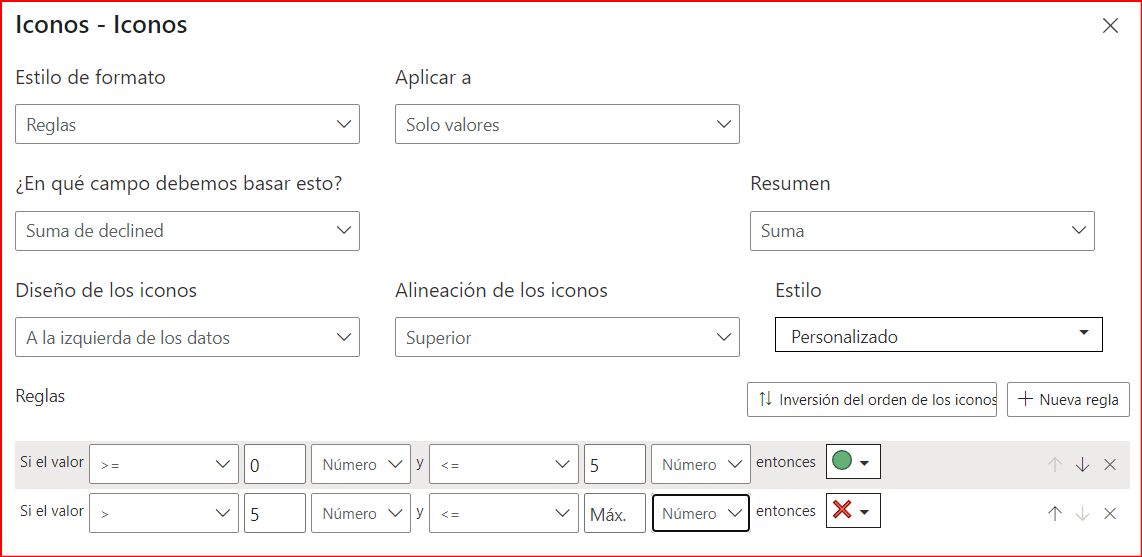 Iconos - Iconos
Estilo de formato
Aplicar a
Reglas
Solo valores
¿En qué campo debemos basar esto?
Resumen
Suma de declined
Suma
Diseño de los iconos
Alineación de los iconos
Estilo
A la izquierda de los datos
Superior
Personalizado
Reglas
Inversión del orden de los iconos
Nueva regla
Si el valor >= 0 Número y <= 5 Número entonces
Si el valor > 5 Número y <= Máx. Número entonces